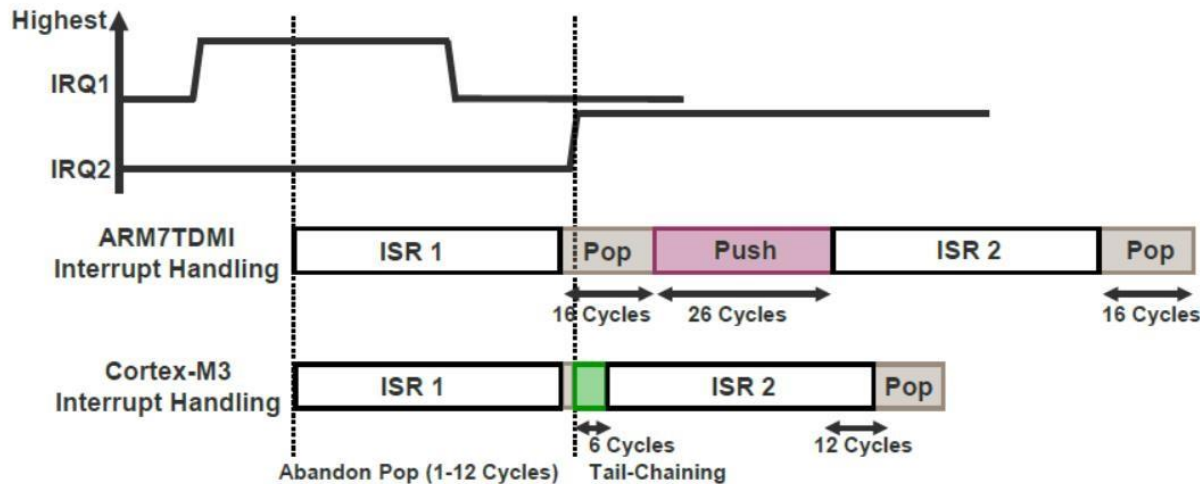 Highest
IRQ1
IRQ2
ARM7TDMI
Interrupt Handling
ISR 1
Pop
Push
ISR 2
Pop
16 Cycles
26 Cycles
16 Cycles
Cortex-M3
Interrupt Handling
ISR 1
ISR 2
Pop
6 Cycles
12 Cycles
Abandon Pop (1-12 Cycles)
Tail-Chaining